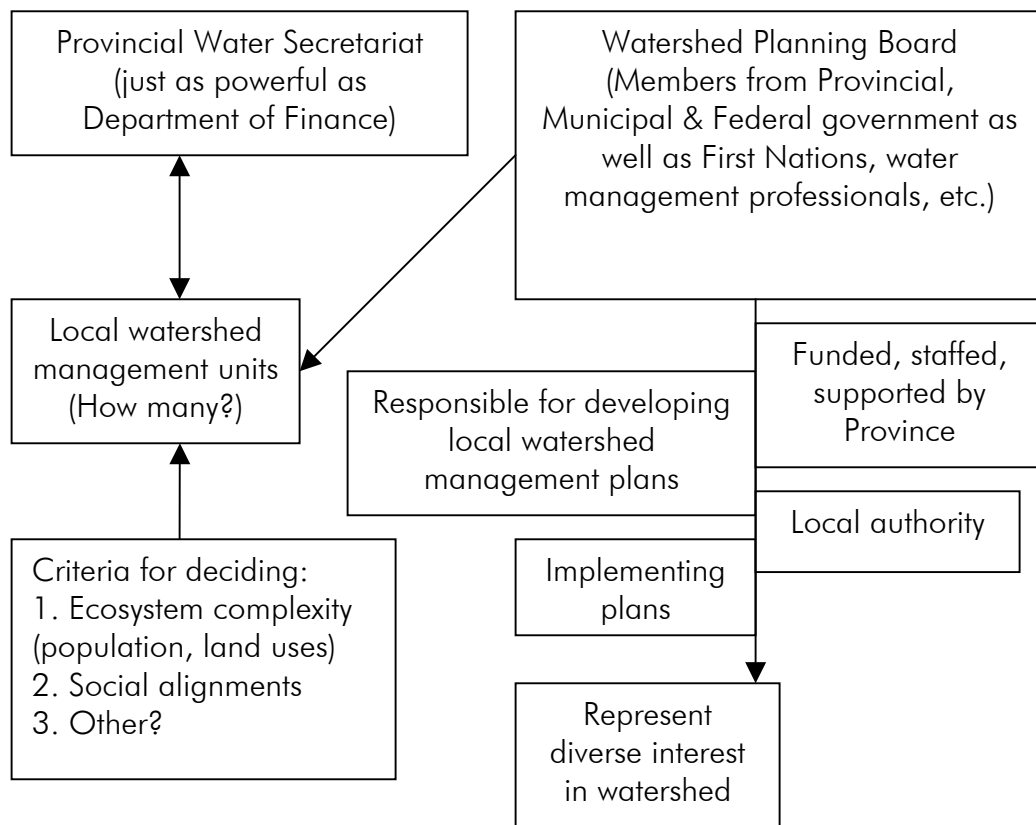 Provincial Water Secretariat
(just as powerful as
Department of Finance)
Watershed Planning Board
(Members from Provincial,
Municipal & Federal government as
well as First Nations, water
management professionals, etc.)
Local watershed
management units
(How many?)
Funded, staffed,
supported by
Province
Responsible for developing
local watershed
management plans
Local authority
Criteria for deciding:
1. Ecosystem complexity
(population, land uses)
2. Social alignments
3. Other?
Implementing
plans
Represent
diverse interest
in watershed